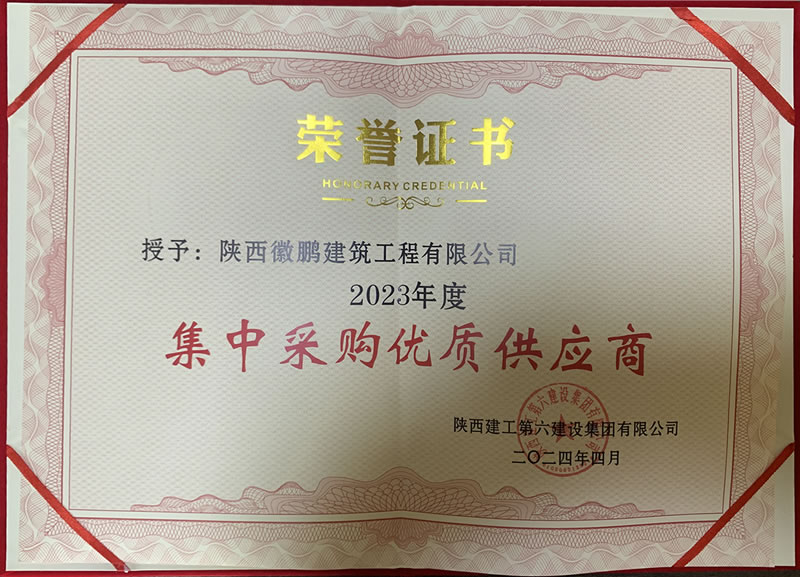 荣誉证书
HONORARY CREDENTIAL
授予：陕西徽鹏建筑工程有限公司
2023年度
集中采购优质供应商
陕西建工第六建设集团有限公司
二〇二四年四月